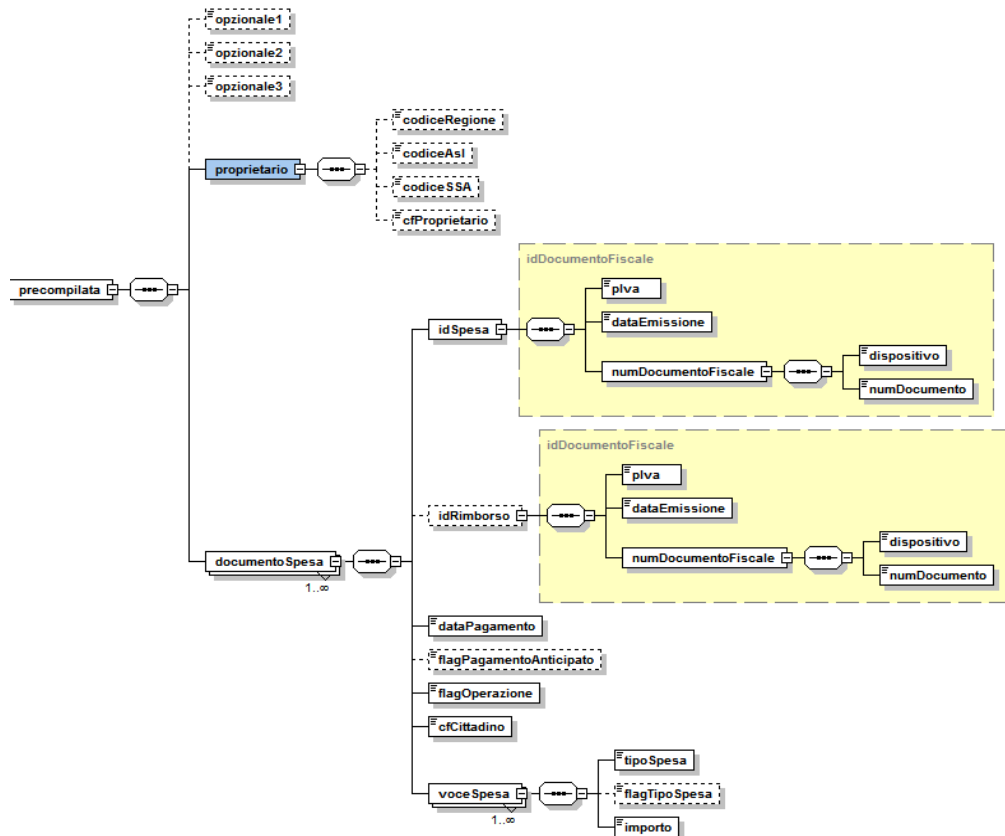 opzionale1
opzionale2
opzionale3
proprietario
codiceRegione
codiceAsl
codiceSSA
cfProprietario
precompilata
idDocumentoFiscale
idSpesa
pIva
dataEmissione
numDocumentoFiscale
dispositivo
numDocumento
idDocumentoFiscale
idRimborso
pIva
dataEmissione
numDocumentoFiscale
dispositivo
numDocumento
documentoSpesa
1..∞
dataPagamento
flagPagamentoAnticipato
flagOperazione
cfCittadino
voceSpesa
1..∞
tipoSpesa
flagTipoSpesa
importo